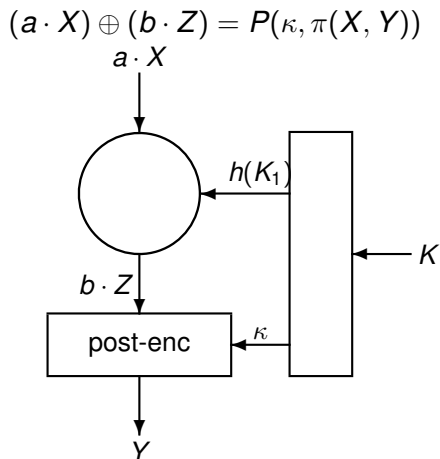 (a · X) ⊕ (b · Z) = P(κ, π(X, Y))
a · X
h(K₁)
K
b · Z
post-enc
κ
Y